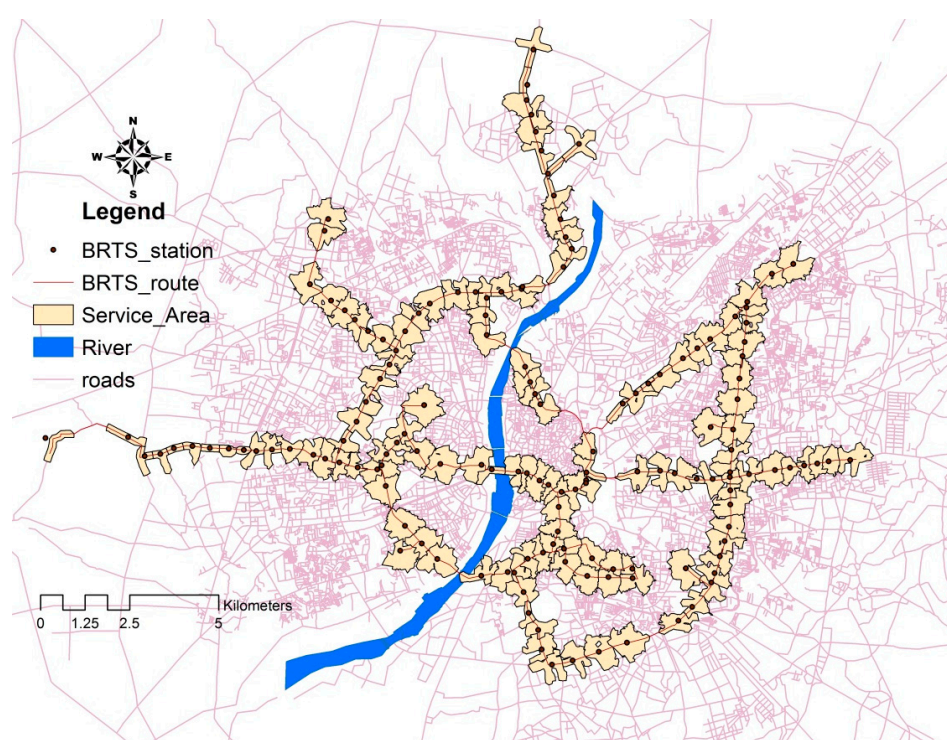 N
W E
S
Legend
BRTS_station
BRTS_route
Service_Area
River
roads
Kilometers
0 1.25 2.5 5